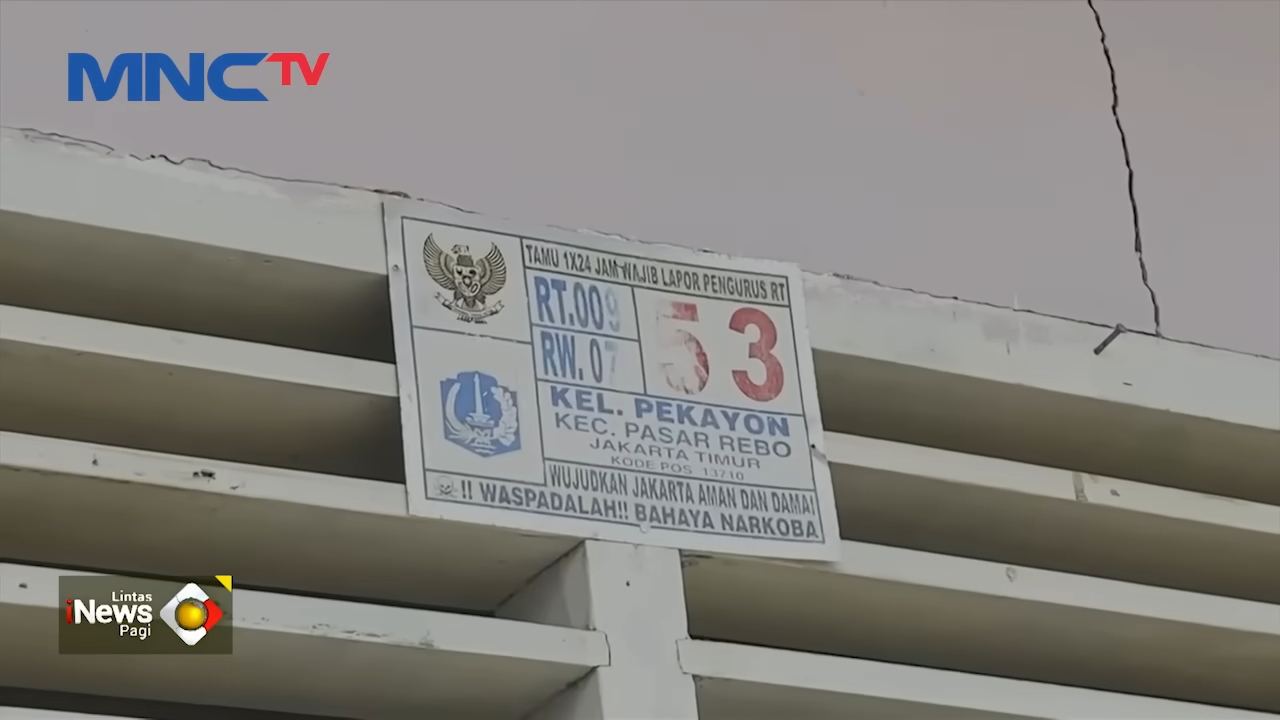 MNCTV
TAMU 1X24 JAM WAJIB LAPOR PENGURUS RT
RT.009
RW. 07
53
KEL. PEKAYON
KEC. PASAR REBO
JAKARTA TIMUR
KODE POS 13710
WUJUDKAN JAKARTA AMAN DAN DAMAI
!! WASPADALAH!! BAHAYA NARKOBA
Lintas
iNews
Pagi